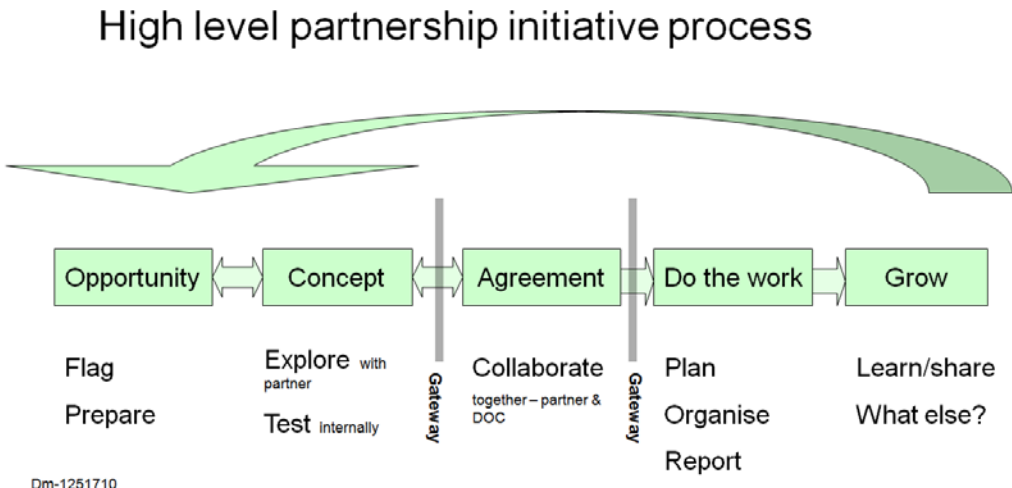 High level partnership initiative process
Opportunity
Concept
Agreement
Do the work
Grow
Flag
Prepare
Explore with
partner
Test internally
Gateway
Collaborate
together – partner &
DOC
Gateway
Plan
Organise
Report
Learn/share
What else?
Dm-1251710